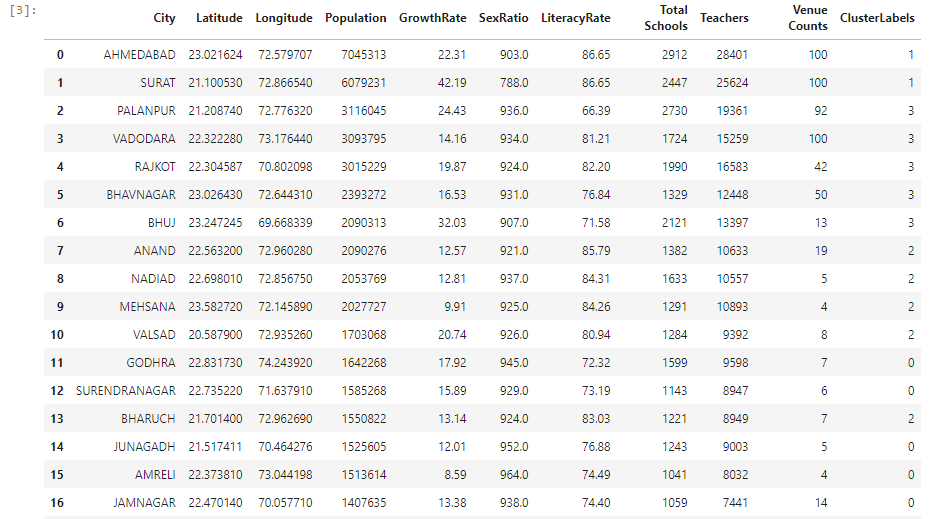 [3]:
City Latitude Longitude Population GrowthRate SexRatio LiteracyRate Total Schools Teachers Venue Counts ClusterLabels
0 AHMEDABAD 23.021624 72.579707 7045313 22.31 903.0 86.65 2912 28401 100 1
1 SURAT 21.100530 72.866540 6079231 42.19 788.0 86.65 2447 25624 100 1
2 PALANPUR 21.208740 72.776320 3116045 24.43 936.0 66.39 2730 19361 92 3
3 VADODARA 22.322280 73.176440 3093795 14.16 934.0 81.21 1724 15259 100 3
4 RAJKOT 22.304587 70.802098 3015229 19.87 924.0 82.20 1990 16583 42 3
5 BHAVNAGAR 23.026430 72.644310 2393272 16.53 931.0 76.84 1329 12448 50 3
6 BHUJ 23.247245 69.668339 2090313 32.03 907.0 71.58 2121 13397 13 3
7 ANAND 22.563200 72.960280 2090276 12.57 921.0 85.79 1382 10633 19 2
8 NADIAD 22.698010 72.856750 2053769 12.81 937.0 84.31 1633 10557 5 2
9 MEHSANA 23.582720 72.145890 2027727 9.91 925.0 84.26 1291 10893 4 2
10 VALSAD 20.587900 72.935260 1703068 20.74 926.0 80.94 1284 9392 8 2
11 GODHRA 22.831730 74.243920 1642268 17.92 945.0 72.32 1599 9598 7 0
12 SURENDRANAGAR 22.735220 71.637910 1585268 15.89 929.0 73.19 1143 8947 6 0
13 BHARUCH 21.701400 72.962690 1550822 13.14 924.0 83.03 1221 8949 7 2
14 JUNAGADH 21.517411 70.464276 1525605 12.01 952.0 76.88 1243 9003 5 0
15 AMRELI 22.373810 73.044198 1513614 8.59 964.0 74.49 1041 8032 4 0
16 JAMNAGAR 22.470140 70.057710 1407635 13.38 938.0 74.40 1059 7441 14 0